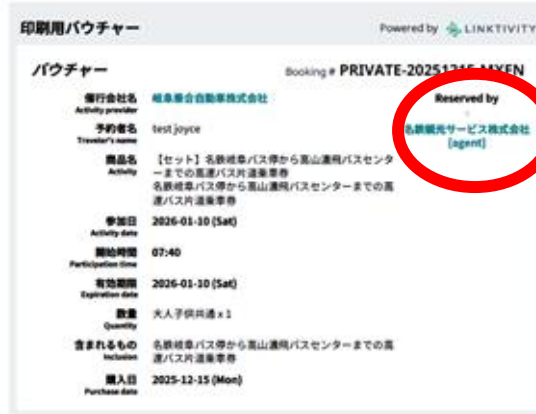 印刷用バウチャー
Powered by LINKTIVITY
バウチャー
Booking # PRIVATE-20251215-MXFN
催行会社名 岐阜乗合自動車株式会社
Activity provider
Reserved by
予約者名 test joyce
Traveler's name
名鉄観光サービス株式会社
[agent]
商品名 【セット】名鉄岐阜バス停から高山濃飛バスセンタ
Activity ーまでの高速バス片道乗車券
名鉄岐阜バス停から高山濃飛バスセンターまでの高
速バス片道乗車券
参加日 2026-01-10 (Sat)
Activity date
開始時間 07:40
Participation time
有効期限 2026-01-10 (Sat)
Expiration date
数量 大人子供共通 x 1
Quantity
含まれるもの 名鉄岐阜バス停から高山濃飛バスセンターまでの高
Inclusion 速バス片道乗車券
購入日 2025-12-15 (Mon)
Purchase date